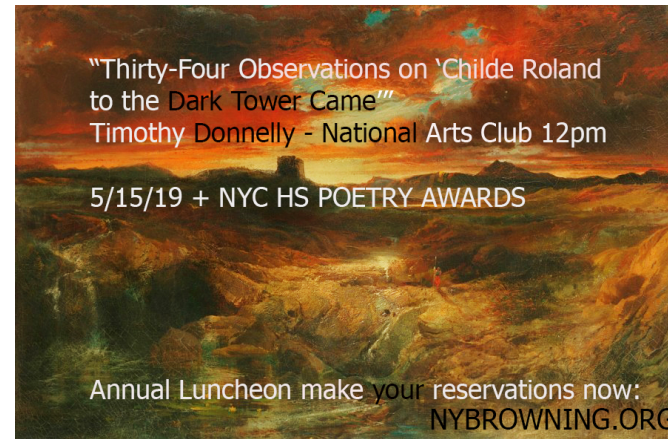 “Thirty-Four Observations on ‘Childe Roland
to the Dark Tower Came’”
Timothy Donnelly - National Arts Club 12pm
5/15/19 + NYC HS POETRY AWARDS
Annual Luncheon make your reservations now:
NYBROWNING.ORG